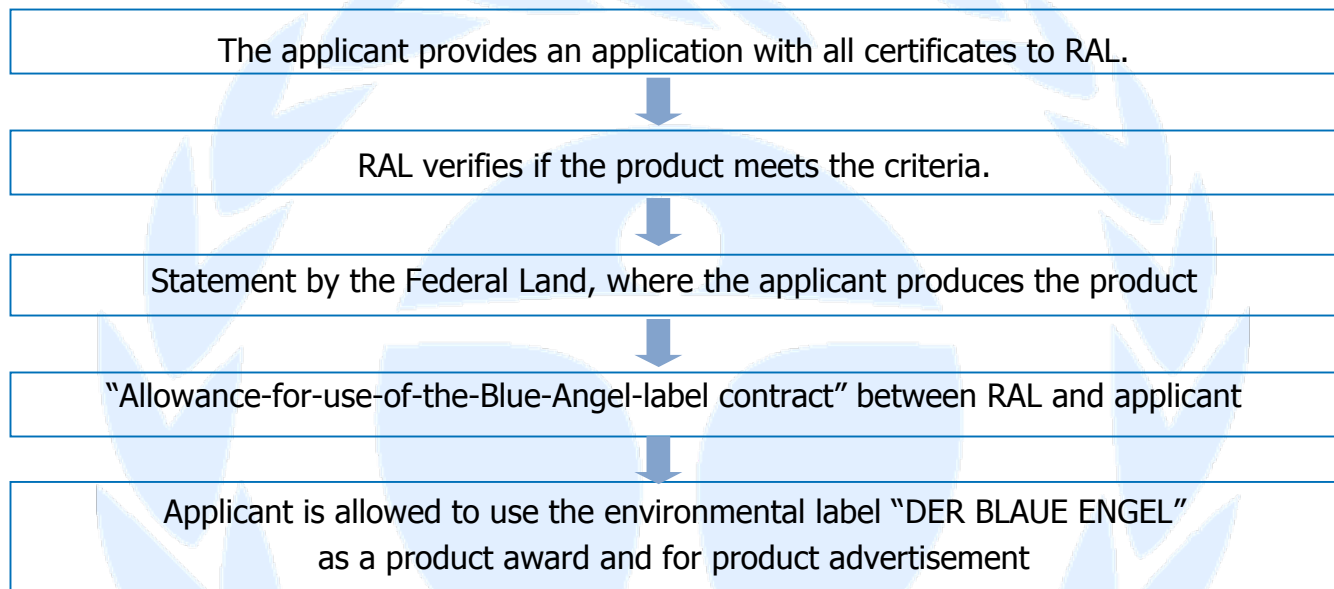 The applicant provides an application with all certificates to RAL.
RAL verifies if the product meets the criteria.
Statement by the Federal Land, where the applicant produces the product
“Allowance-for-use-of-the-Blue-Angel-label contract” between RAL and applicant
Applicant is allowed to use the environmental label “DER BLAUE ENGEL”
as a product award and for product advertisement